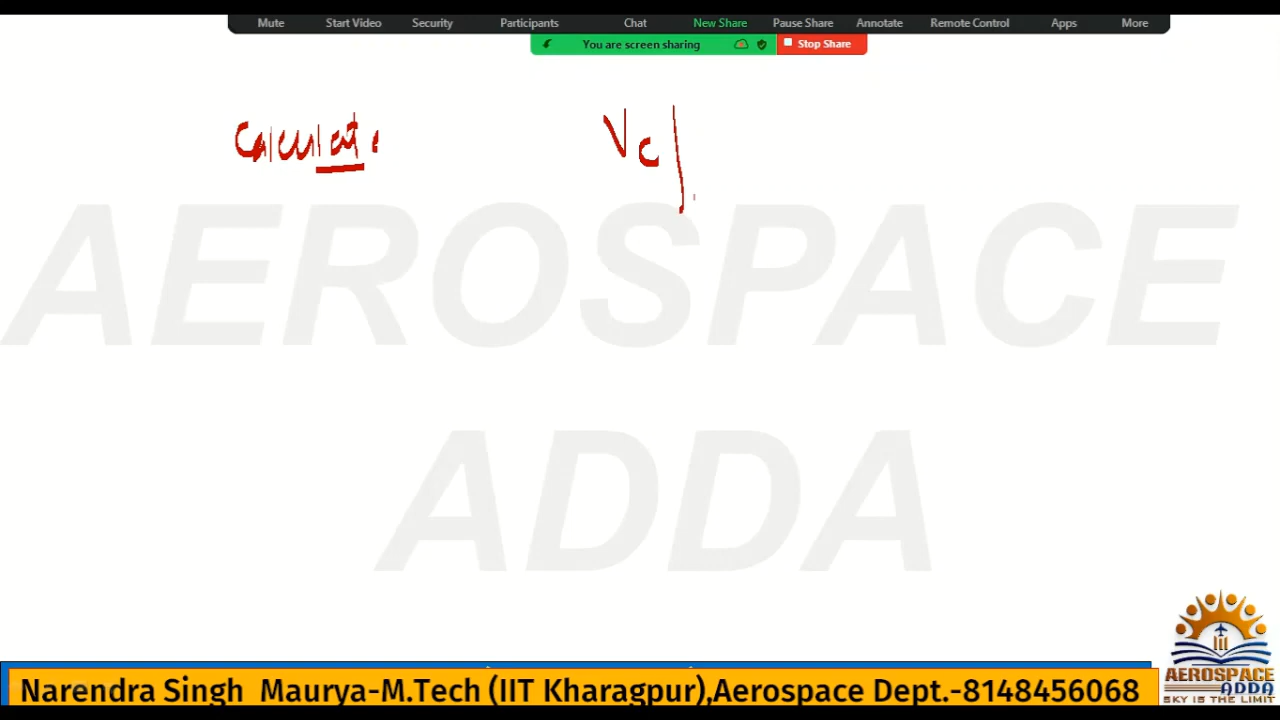 Mute Start Video Security Participants Chat New Share Pause Share Annotate Remote Control Apps More
You are screen sharing Stop Share
Calculate Vc|
AEROSPACE
ADDA
Narendra Singh Maurya-M.Tech (IIT Kharagpur),Aerospace Dept.-8148456068
AEROSPACE
ADDA
SKY IS THE LIMIT